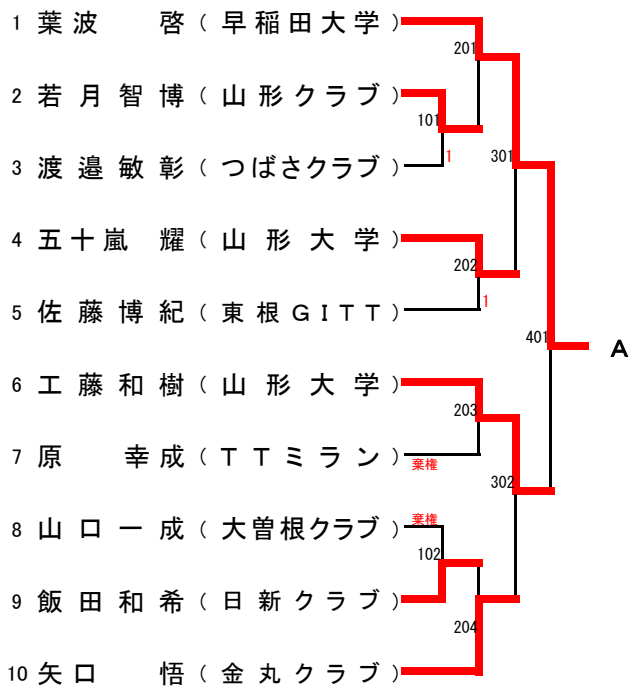 1 葉波 啓 ( 早稲田大学 )
201
2 若月智博 ( 山形クラブ )
101
1
301
3 渡邉敏彰 ( つばさクラブ )
4 五十嵐 耀 ( 山形大学 )
202
1
5 佐藤博紀 ( 東根GITT )
401
A
6 工藤和樹 ( 山形大学 )
203
7 原 幸成 ( TTミラン )
棄権
302
8 山口一成 ( 大曽根クラブ )
棄権
102
9 飯田和希 ( 日新クラブ )
204
10 矢口 悟 ( 金丸クラブ )